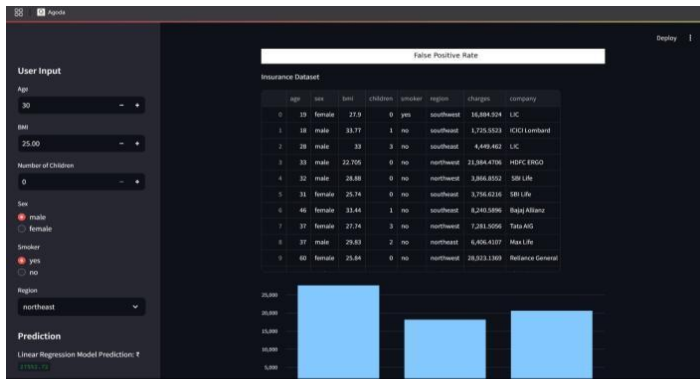 Agoda
Deploy
False Positive Rate
User Input
Age
30
BMI
25.00
Number of Children
0
Sex
male
female
Smoker
yes
no
Region
northeast
Prediction
Linear Regression Model Prediction: ₹
Insurance Dataset
age sex bmi children smoker region charges company
0 19 female 27.9 0 yes southwest 16,884.924 LIC
1 18 male 33.77 1 no southeast 1,725.5523 ICICI Lombard
2 28 male 33 3 no southeast 4,449.462 LIC
3 33 male 22.705 0 no northwest 21,984.4706 HDFC ERGO
4 32 male 28.88 0 no northwest 3,866.8552 SBI Life
5 31 female 25.74 0 no southeast 3,756.6216 SBI Life
6 46 female 33.44 1 no southeast 8,240.5896 Bajaj Allianz
7 37 female 27.74 3 no northwest 7,281.5056 Tata AIG
8 37 male 29.83 2 no northeast 6,406.4107 Max Life
9 60 female 25.84 0 no northwest 28,923.1369 Reliance General
25,000
20,000
15,000
10,000
5,000